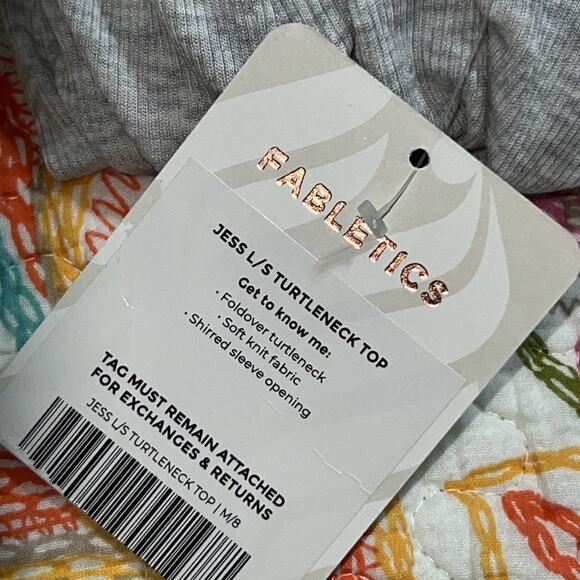 FABLETICS
JESS L/S TURTLENECK TOP
Get to know me:
• Foldover turtleneck
• Soft knit fabric
• Shirred sleeve opening
TAG MUST REMAIN ATTACHED
FOR EXCHANGES & RETURNS
JESS L/S TURTLENECK TOP | M/8